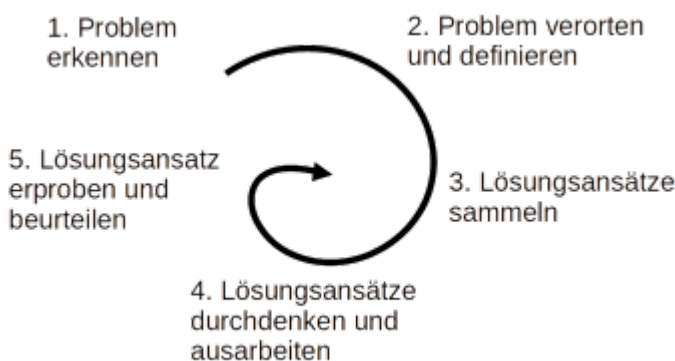 1. Problem
erkennen
2. Problem verorten
und definieren
3. Lösungsansätze
sammeln
4. Lösungsansätze
durchdenken und
ausarbeiten
5. Lösungsansatz
erproben und
beurteilen